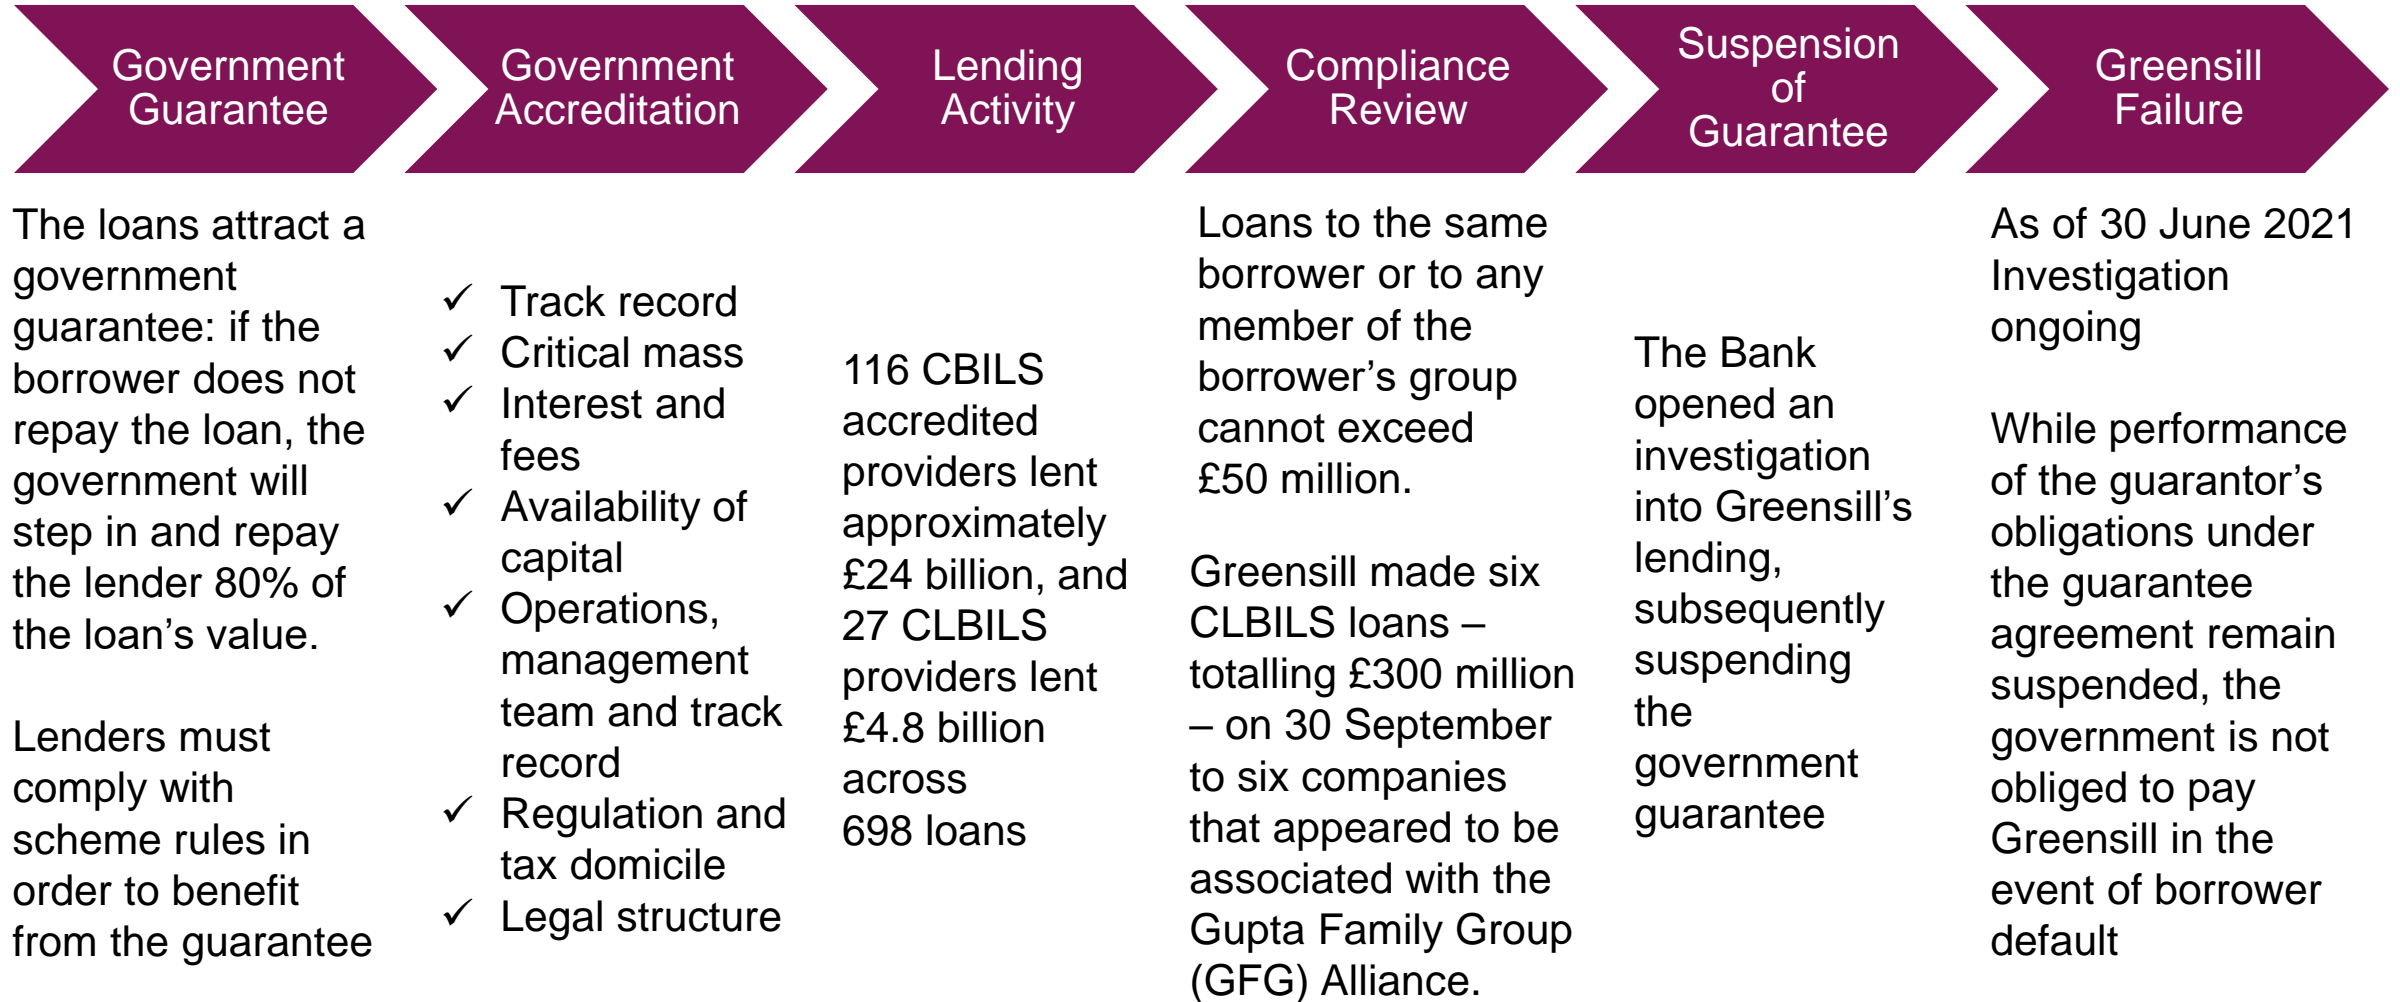 Government
Guarantee
Government
Accreditation
Lending
Activity
Compliance
Review
Suspension
of
Guarantee
Greensill
Failure
The loans attract a
government
guarantee: if the
borrower does not
repay the loan, the
government will
step in and repay
the lender 80% of
the loan’s value.
Lenders must
comply with
scheme rules in
order to benefit
from the guarantee
✓ Track record
✓ Critical mass
✓ Interest and
fees
✓ Availability of
capital
✓ Operations,
management
team and track
record
✓ Regulation and
tax domicile
✓ Legal structure
116 CBILS
accredited
providers lent
approximately
£24 billion, and
27 CLBILS
providers lent
£4.8 billion
across
698 loans
Loans to the same
borrower or to any
member of the
borrower’s group
cannot exceed
£50 million.
Greensill made six
CLBILS loans –
totalling £300 million
– on 30 September
to six companies
that appeared to be
associated with the
Gupta Family Group
(GFG) Alliance.
The Bank
opened an
investigation
into Greensill’s
lending,
subsequently
suspending
the
government
guarantee
As of 30 June 2021
Investigation
ongoing
While performance
of the guarantor’s
obligations under
the guarantee
agreement remain
suspended, the
government is not
obliged to pay
Greensill in the
event of borrower
default